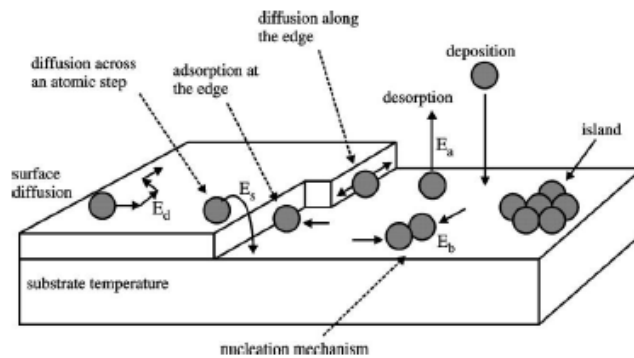 diffusion along
the edge
deposition
diffusion across
an atomic step
adsorption at
the edge
desorption
island
E_a
surface
diffusion
E_d
E_s
E_b
substrate temperature
nucleation mechanism